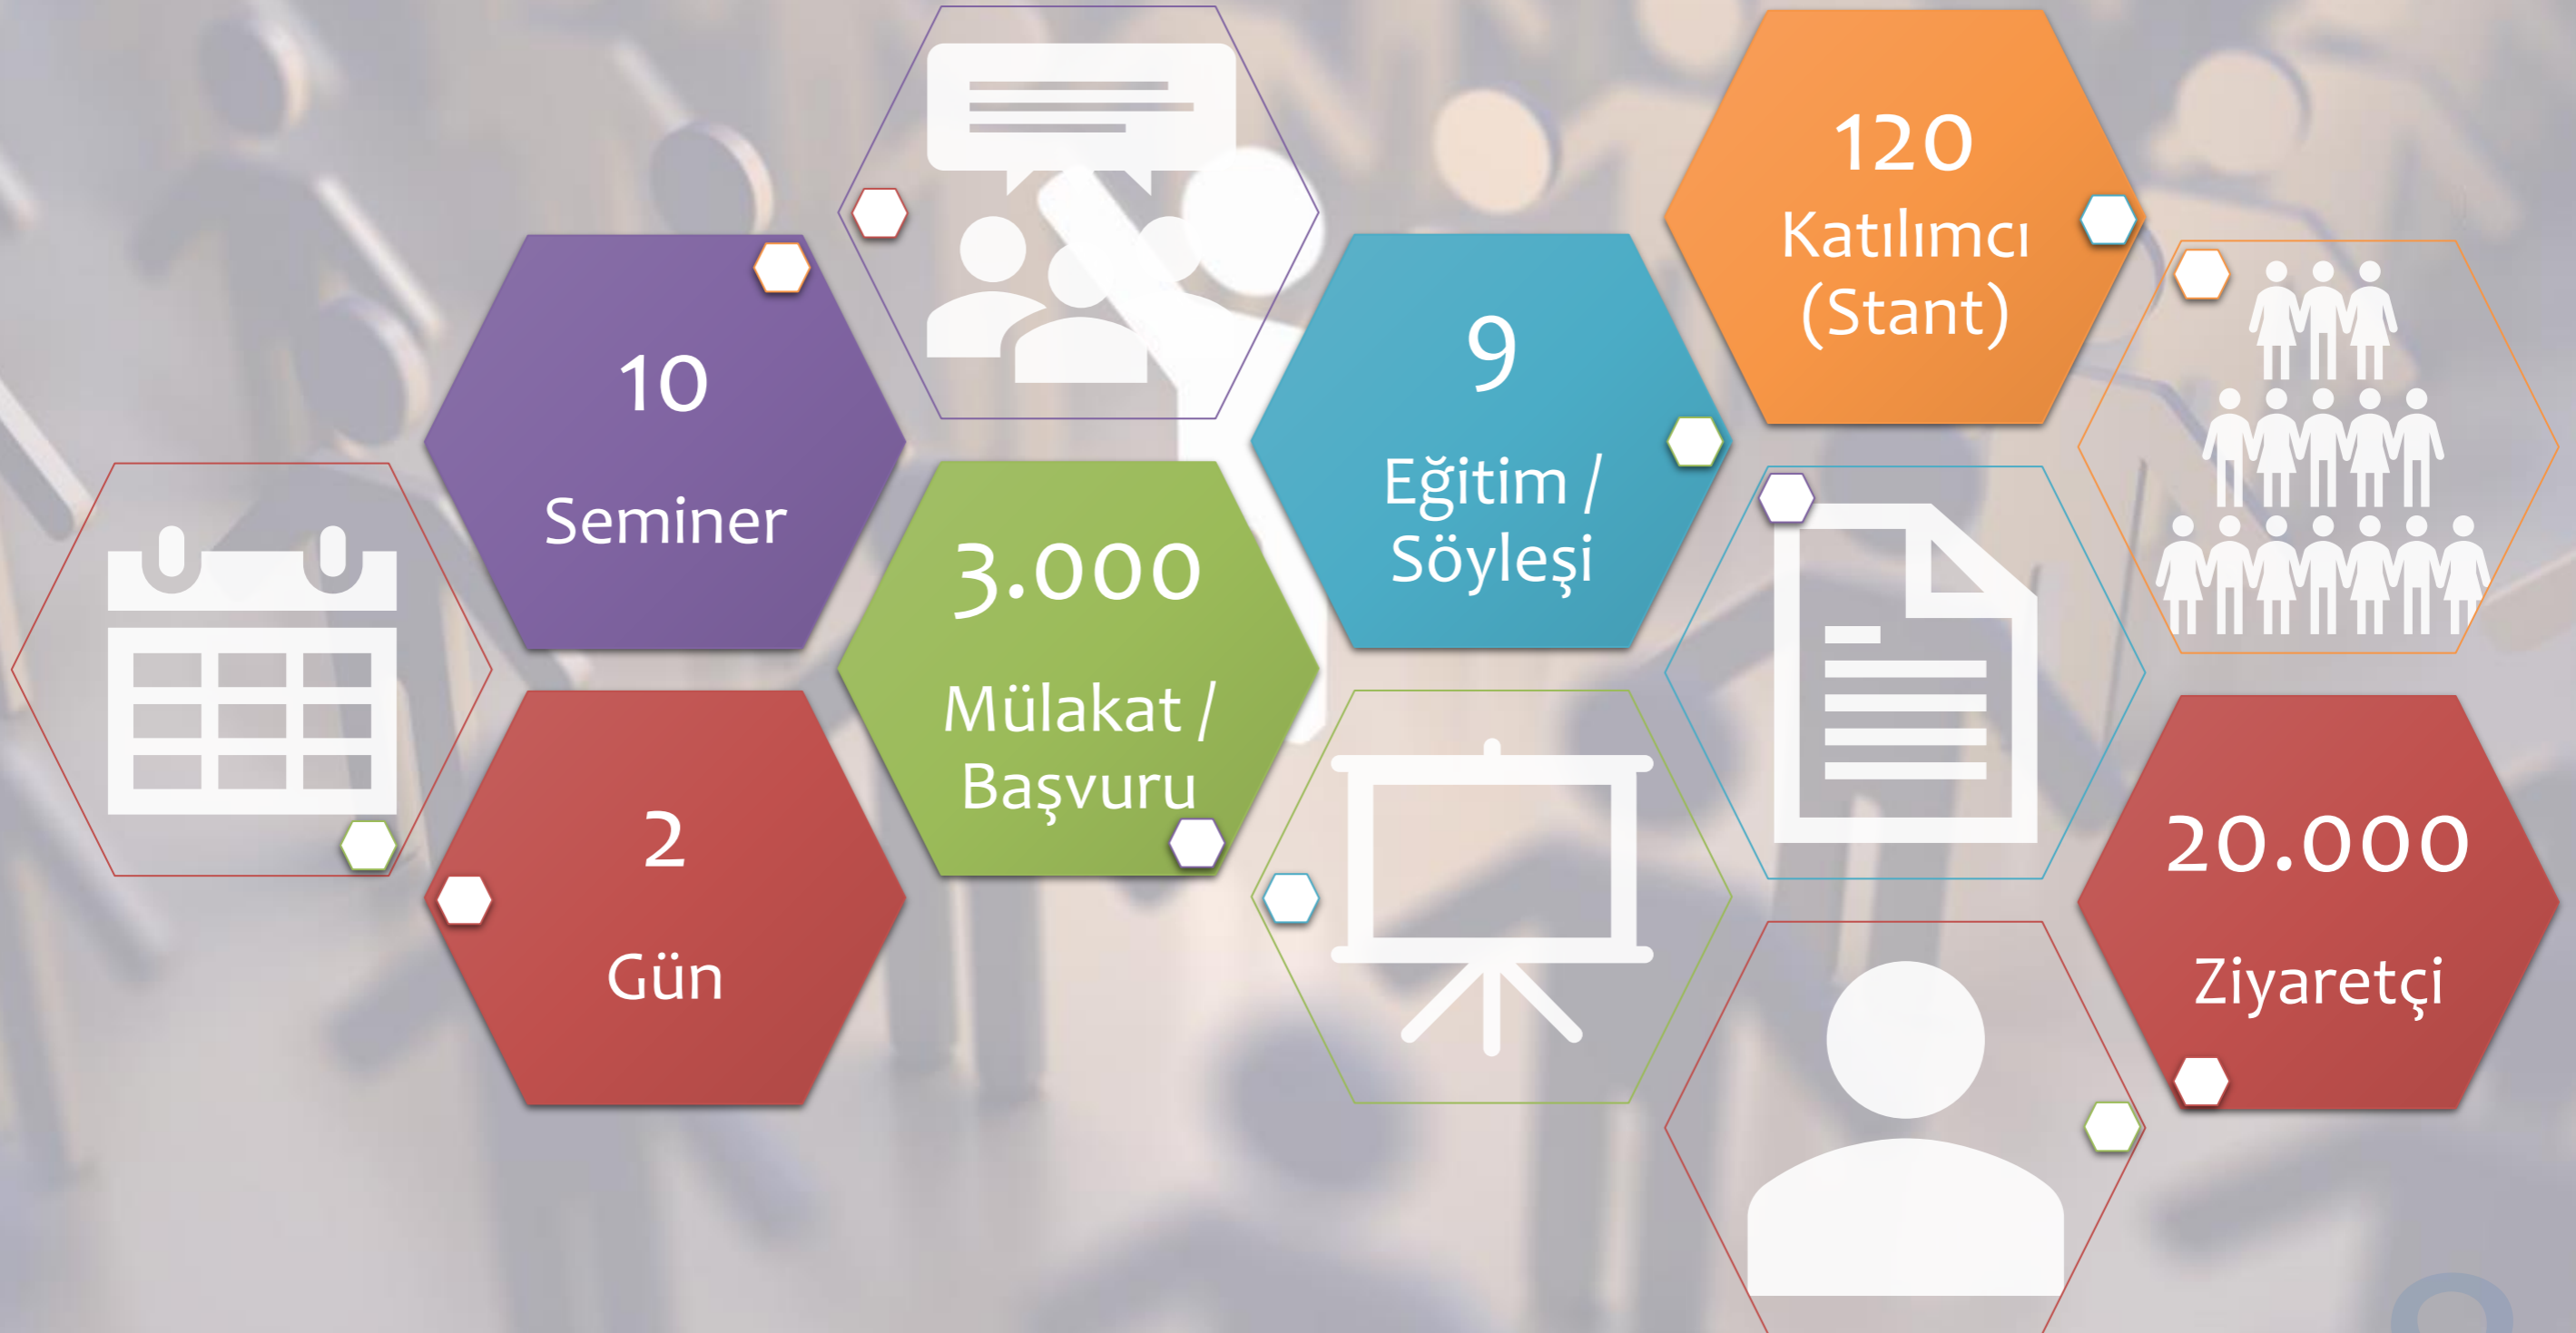 10
Seminer
2
Gün
3.000
Mülakat /
Başvuru
9
Eğitim /
Söyleşi
120
Katılımcı
(Stant)
20.000
Ziyaretçi